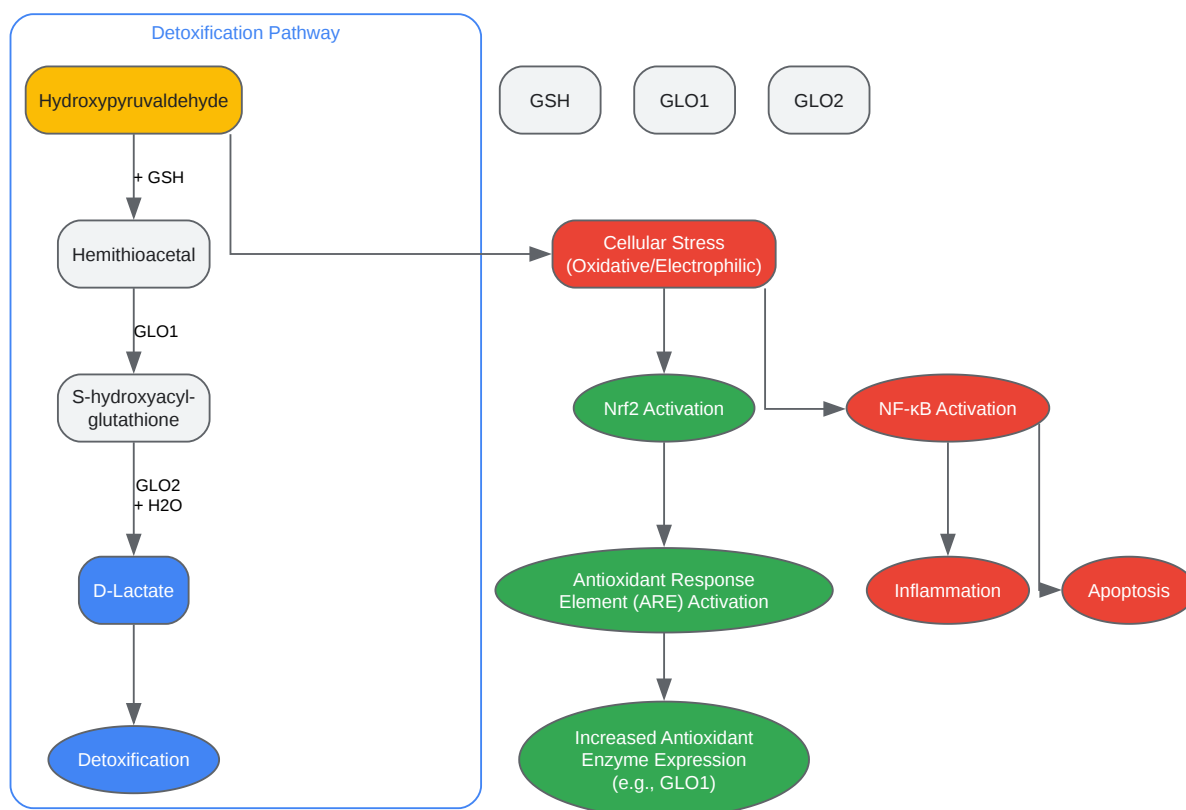 Detoxification Pathway
Hydroxypyruvaldehyde
GSH
GLO1
GLO2
+ GSH
Hemithioacetal
Cellular Stress
(Oxidative/Electrophilic)
GLO1
S-hydroxyacyl-
glutathione
Nrf2 Activation
NF-κB Activation
GLO2
+ H2O
D-Lactate
Antioxidant Response
Element (ARE) Activation
Inflammation
Apoptosis
Detoxification
Increased Antioxidant
Enzyme Expression
(e.g., GLO1)